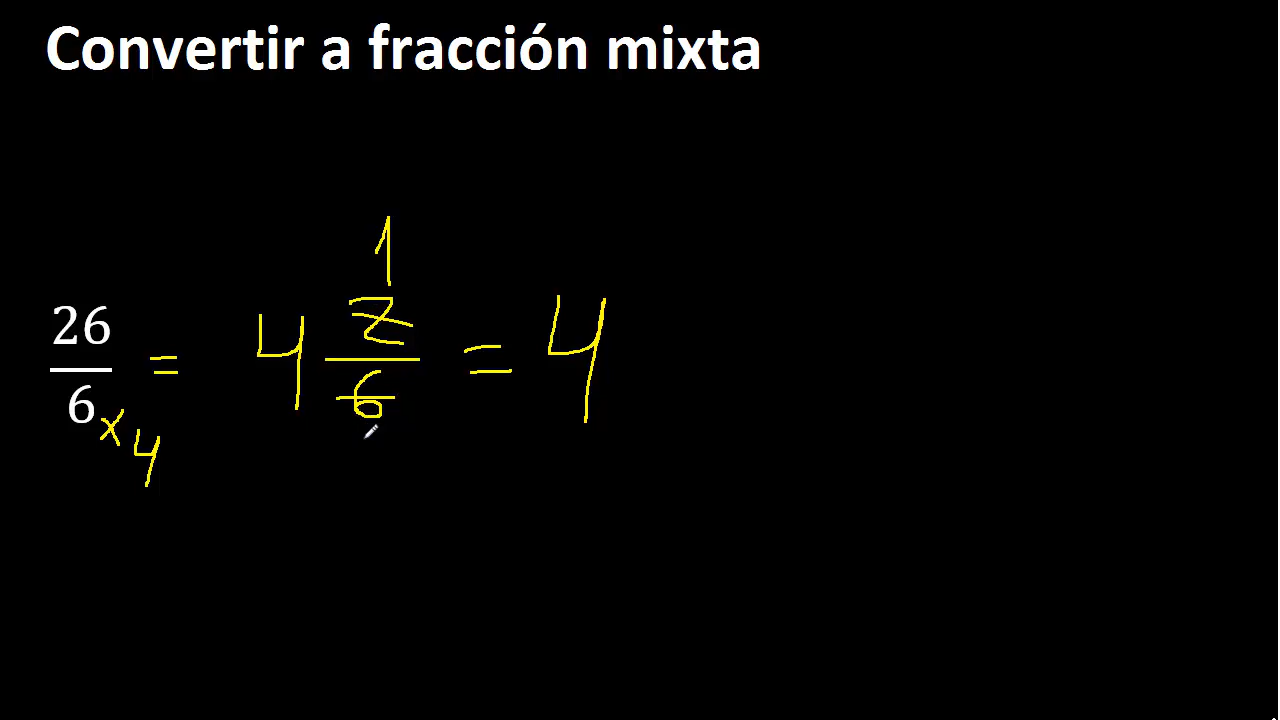 Convertir a fracción mixta
1
26/6 = 4 2/6 = 4
x 4